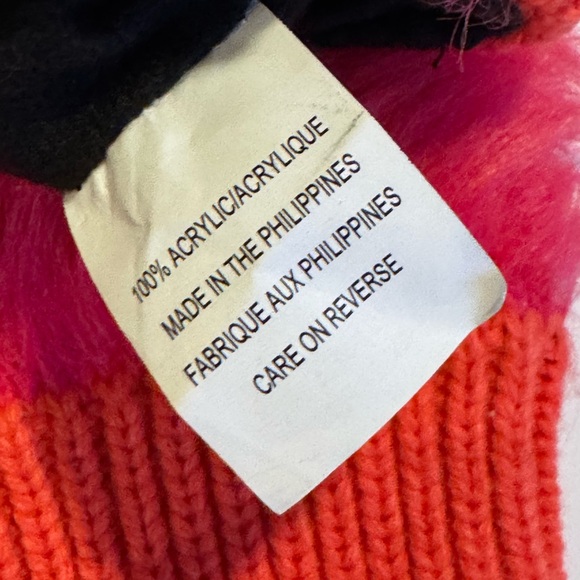 100% ACRYLIC/ACRYLIQUE
MADE IN THE PHILIPPINES
FABRIQUE AUX PHILIPPINES
CARE ON REVERSE